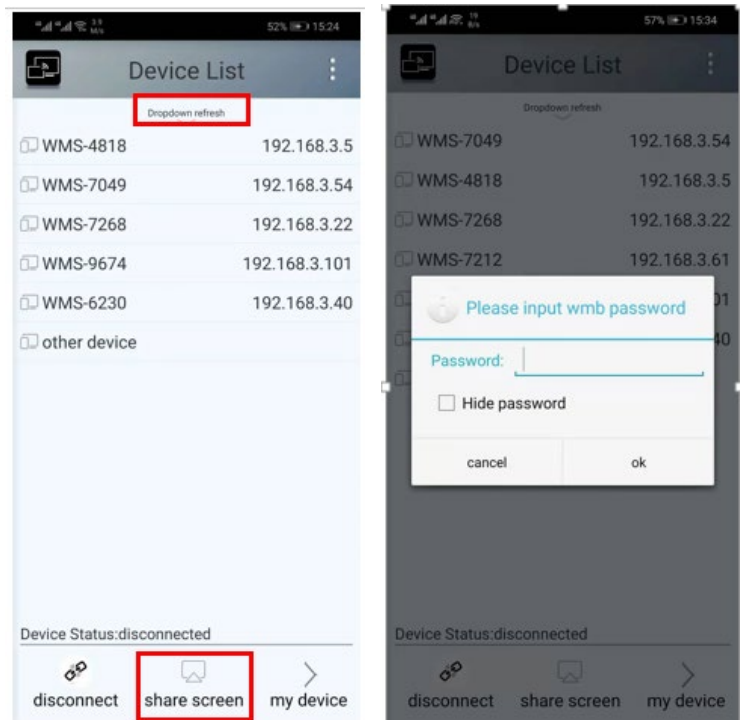 3.9
M/s
52% 15:24
Device List
Dropdown refresh
WMS-4818 192.168.3.5
WMS-7049 192.168.3.54
WMS-7268 192.168.3.22
WMS-9674 192.168.3.101
WMS-6230 192.168.3.40
other device
Device Status:disconnected
disconnect share screen my device
19
B/s
57% 15:34
Device List
Dropdown refresh
WMS-7049 192.168.3.54
WMS-4818 192.168.3.5
WMS-7268 192.168.3.22
WMS-7212 192.168.3.61
01
Please input wmb password
40
Password:
Hide password
cancel ok
Device Status:disconnected
disconnect share screen my device